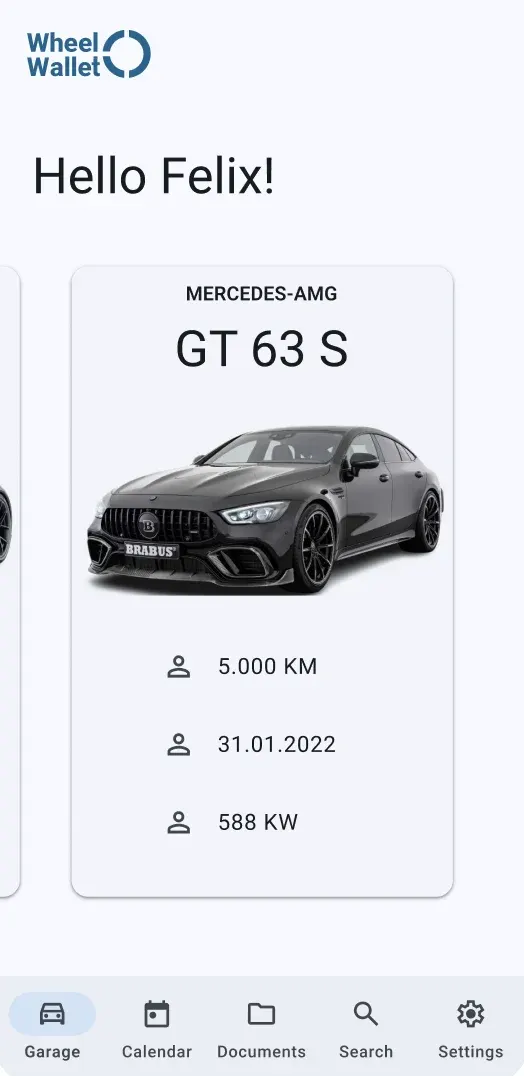 Wheel
Wallet
Hello Felix!
MERCEDES-AMG
GT 63 S
B
BRABUS
5.000 KM
31.01.2022
588 KW
Garage
Calendar
Documents
Search
Settings